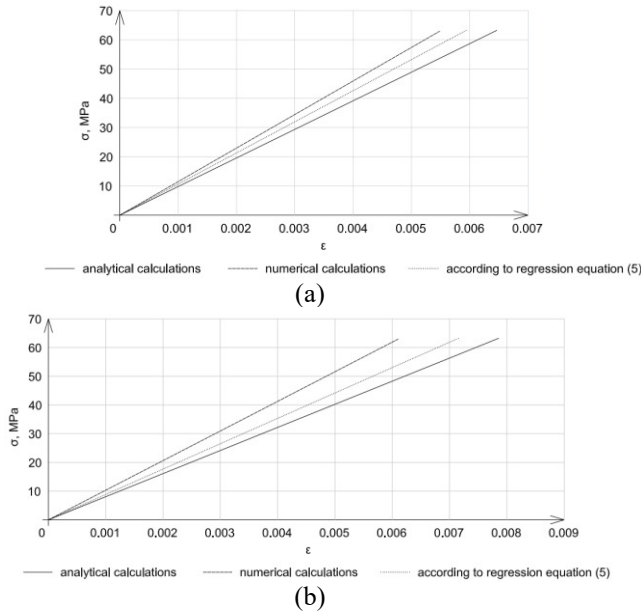 70
60
50
40
30
20
10
σ, MPa
0 0.001 0.002 0.003 0.004 0.005 0.006 0.007
ε
analytical calculations numerical calculations according to regression equation (5)
(a)
70
60
50
40
30
20
10
σ, MPa
0 0.001 0.002 0.003 0.004 0.005 0.006 0.007 0.008 0.009
ε
analytical calculations numerical calculations according to regression equation (5)
(b)